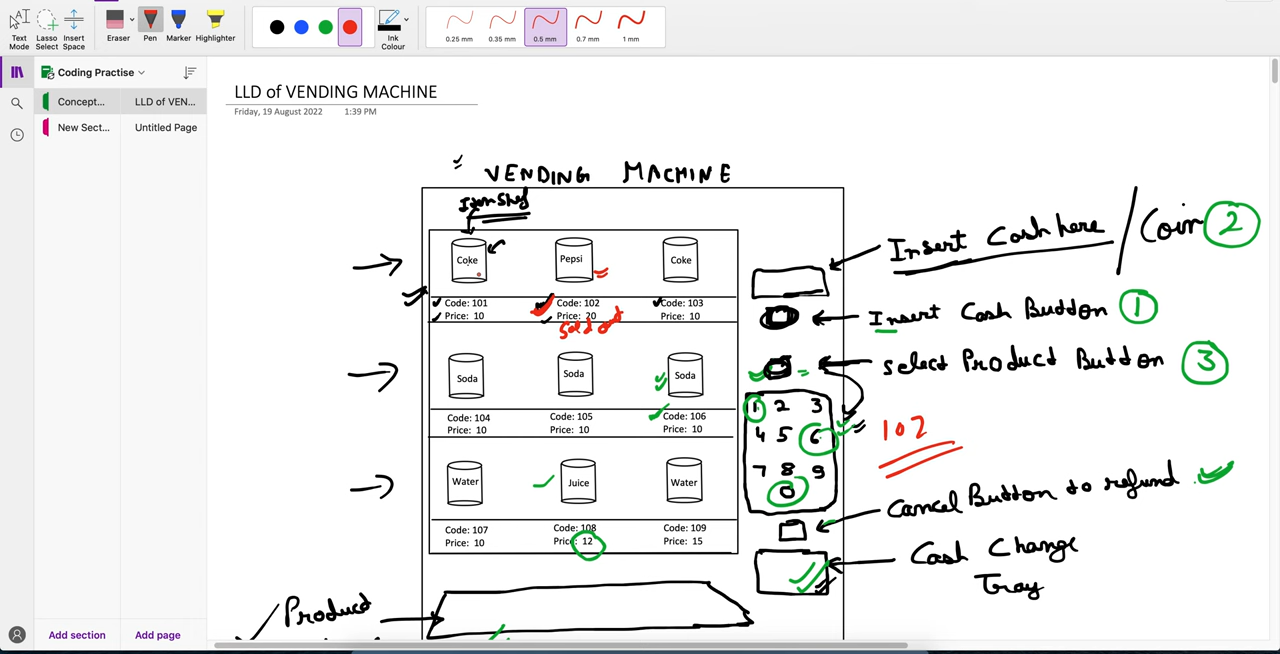 Text Mode
Lasso Select
Insert Space
Eraser
Pen
Marker
Highlighter
Ink Colour
0.25 mm
0.35 mm
0.5 mm
0.7 mm
1 mm
Coding Practise
Concept...
LLD of VEN...
New Sect...
Untitled Page
LLD of VENDING MACHINE
Friday, 19 August 2022 1:39 PM
VENDING MACHINE
Item Shelf
Coke
Pepsi
Coke
Code: 101
Price: 10
Code: 102
Price: 20
Sold out
Code: 103
Price: 10
Soda
Soda
Soda
Code: 104
Price: 10
Code: 105
Price: 10
Code: 106
Price: 10
Water
Juice
Water
Code: 107
Price: 10
Code: 108
Price: 12
Code: 109
Price: 15
Insert Cash here / Coin 2
Insert Cash Button 1
Select Product Button 3
1 2 3
4 5 6
7 8 9
0
102
Cancel Button to refund.
Cash Change
Tray
Product
Add section
Add page